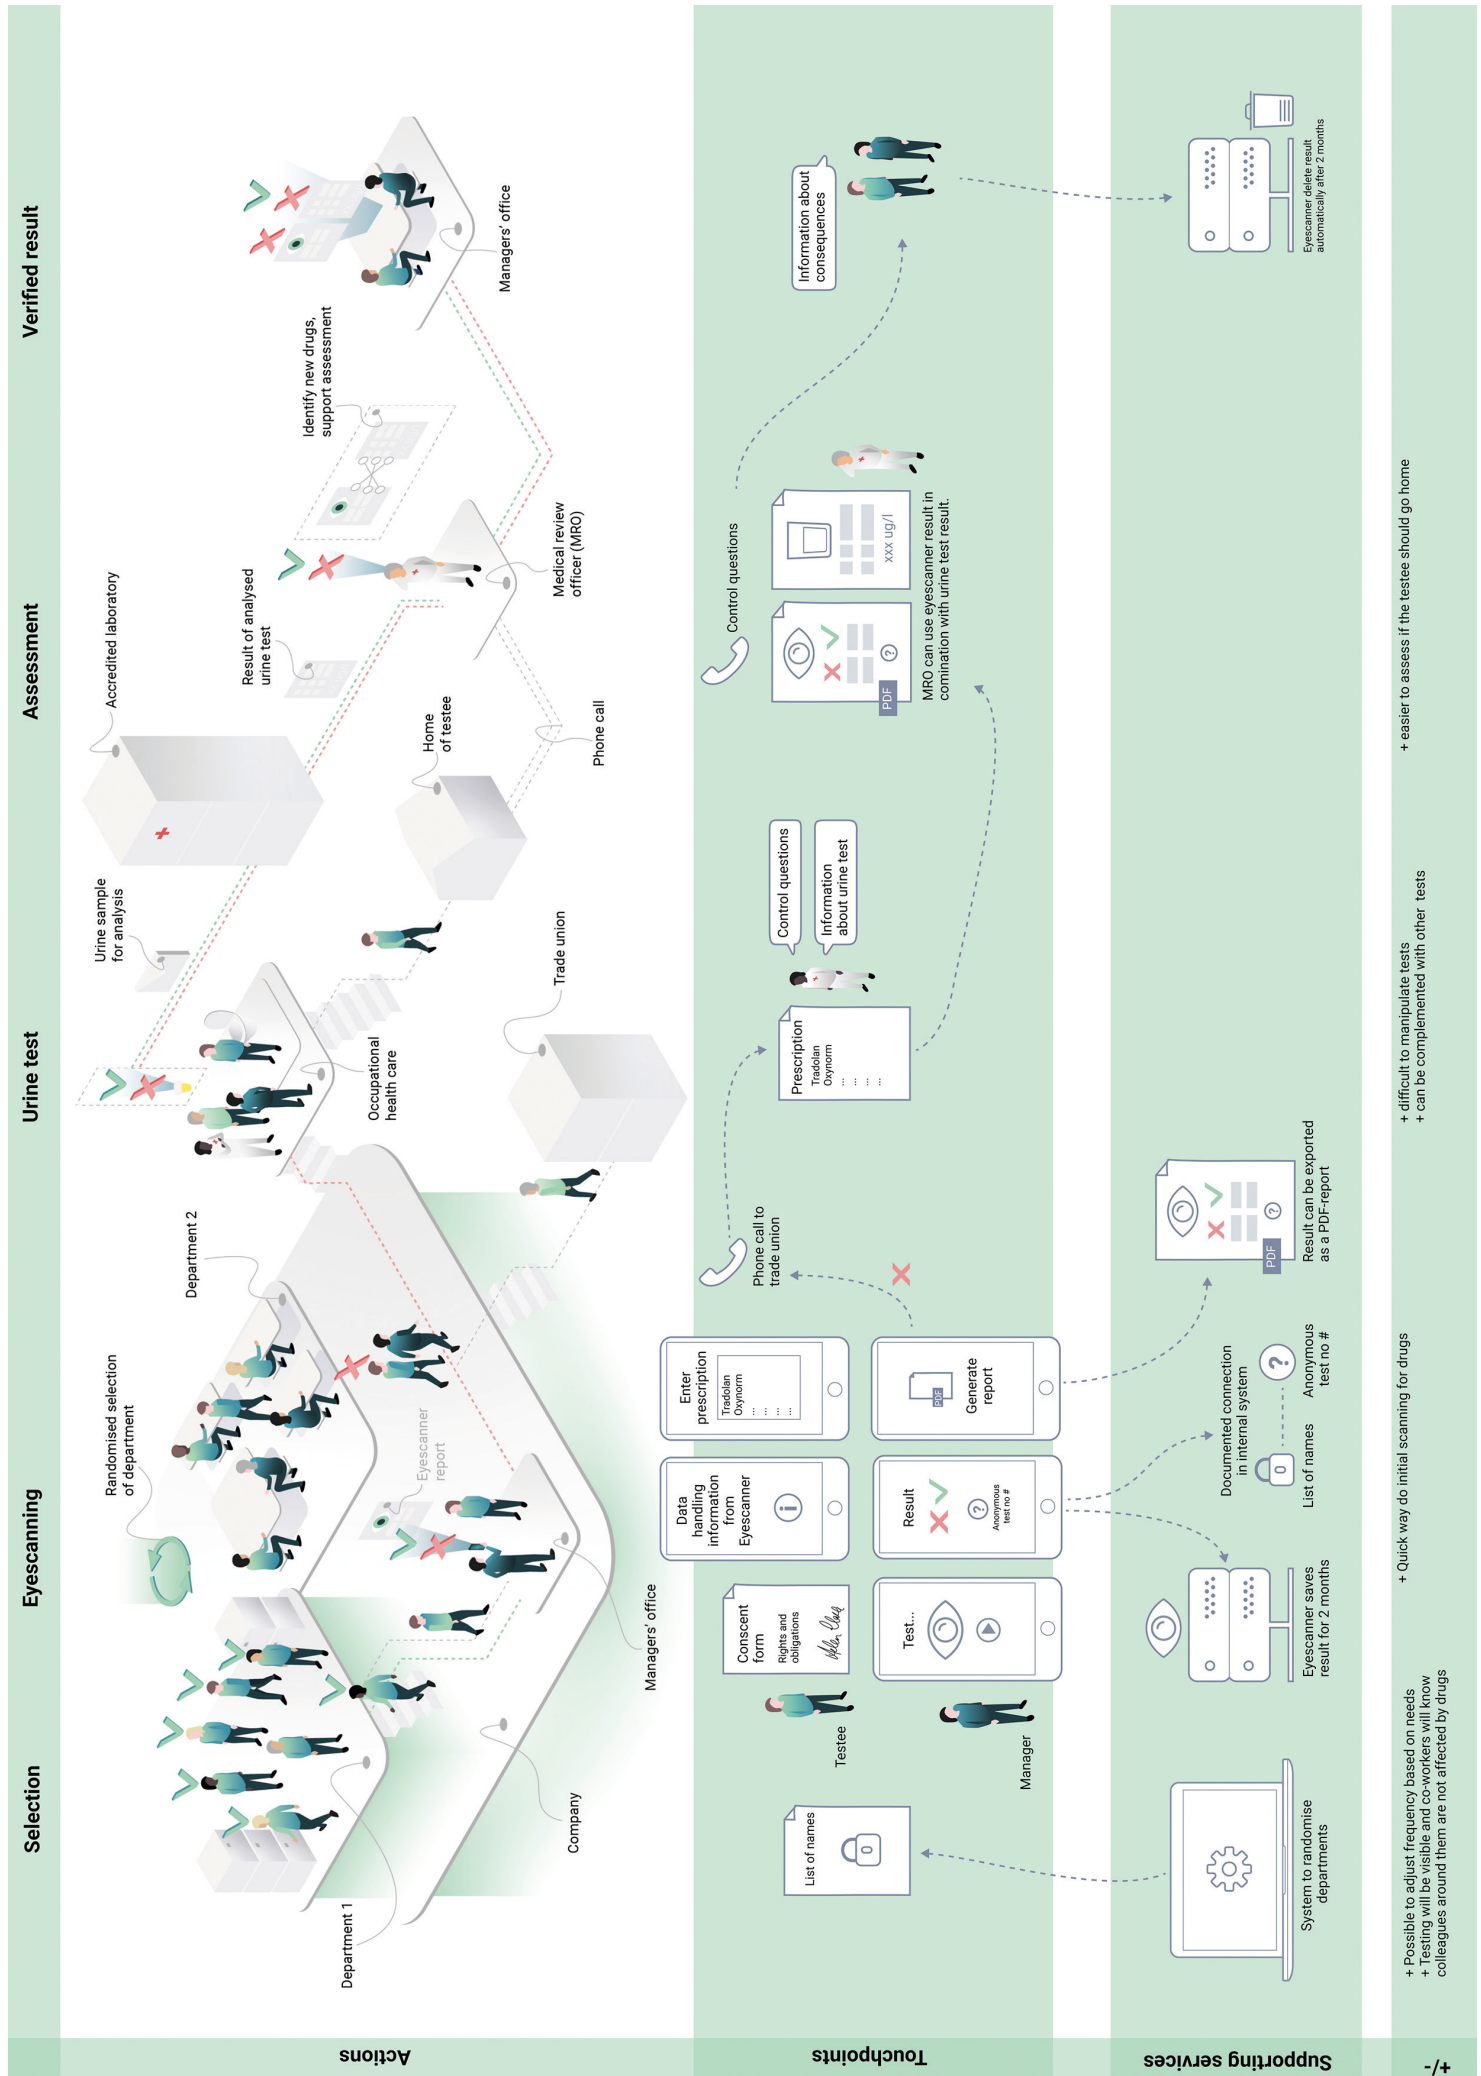 Selection
Eyescanning
Urine test
Assessment
Verified result
Actions
Department 1
Company
Managers' office
Randomised selection
of department
Eyescanner
report
Department 2
Trade union
Occupational
health care
Urine sample
for analysis
Home
of testee
Accredited laboratory
Phone call
Result of analysed
urine test
Medical review
officer (MRO)
Identify new drugs,
support assessment
Managers' office
Touchpoints
List of names
Testee
Manager
Conscent
form
Rights and
obligations
Helen Clara
Test...
Data
handling
information
from
Eyescanner
Result
Anonymous
test no #
Enter
prescription
Tradolan
Oxynorm
...
...
...
...
PDF
Generate
report
Phone call to
trade union
Prescription
Tradolan
Oxynorm
...
...
...
...
Control questions
Information
about urine test
Control questions
PDF
xxx ug/l
MRO can use eyescanner result in
comination with urine test result.
Information about
consequences
Supporting services
System to randomise
departments
Eyescanner saves
result for 2 months
Documented connection
in internal system
List of names
Anonymous
test no #
PDF
Result can be exported
as a PDF-report
Eyescanner delete result
automatically after 2 months
+/-
+ Possible to adjust frequency based on needs
+ Testing will be visible and co-workers will know
colleagues around them are not affected by drugs
+ Quick way do initial scanning for drugs
+ difficult to manipulate tests
+ can be complemented with other tests
+ easier to assess if the testee should go home